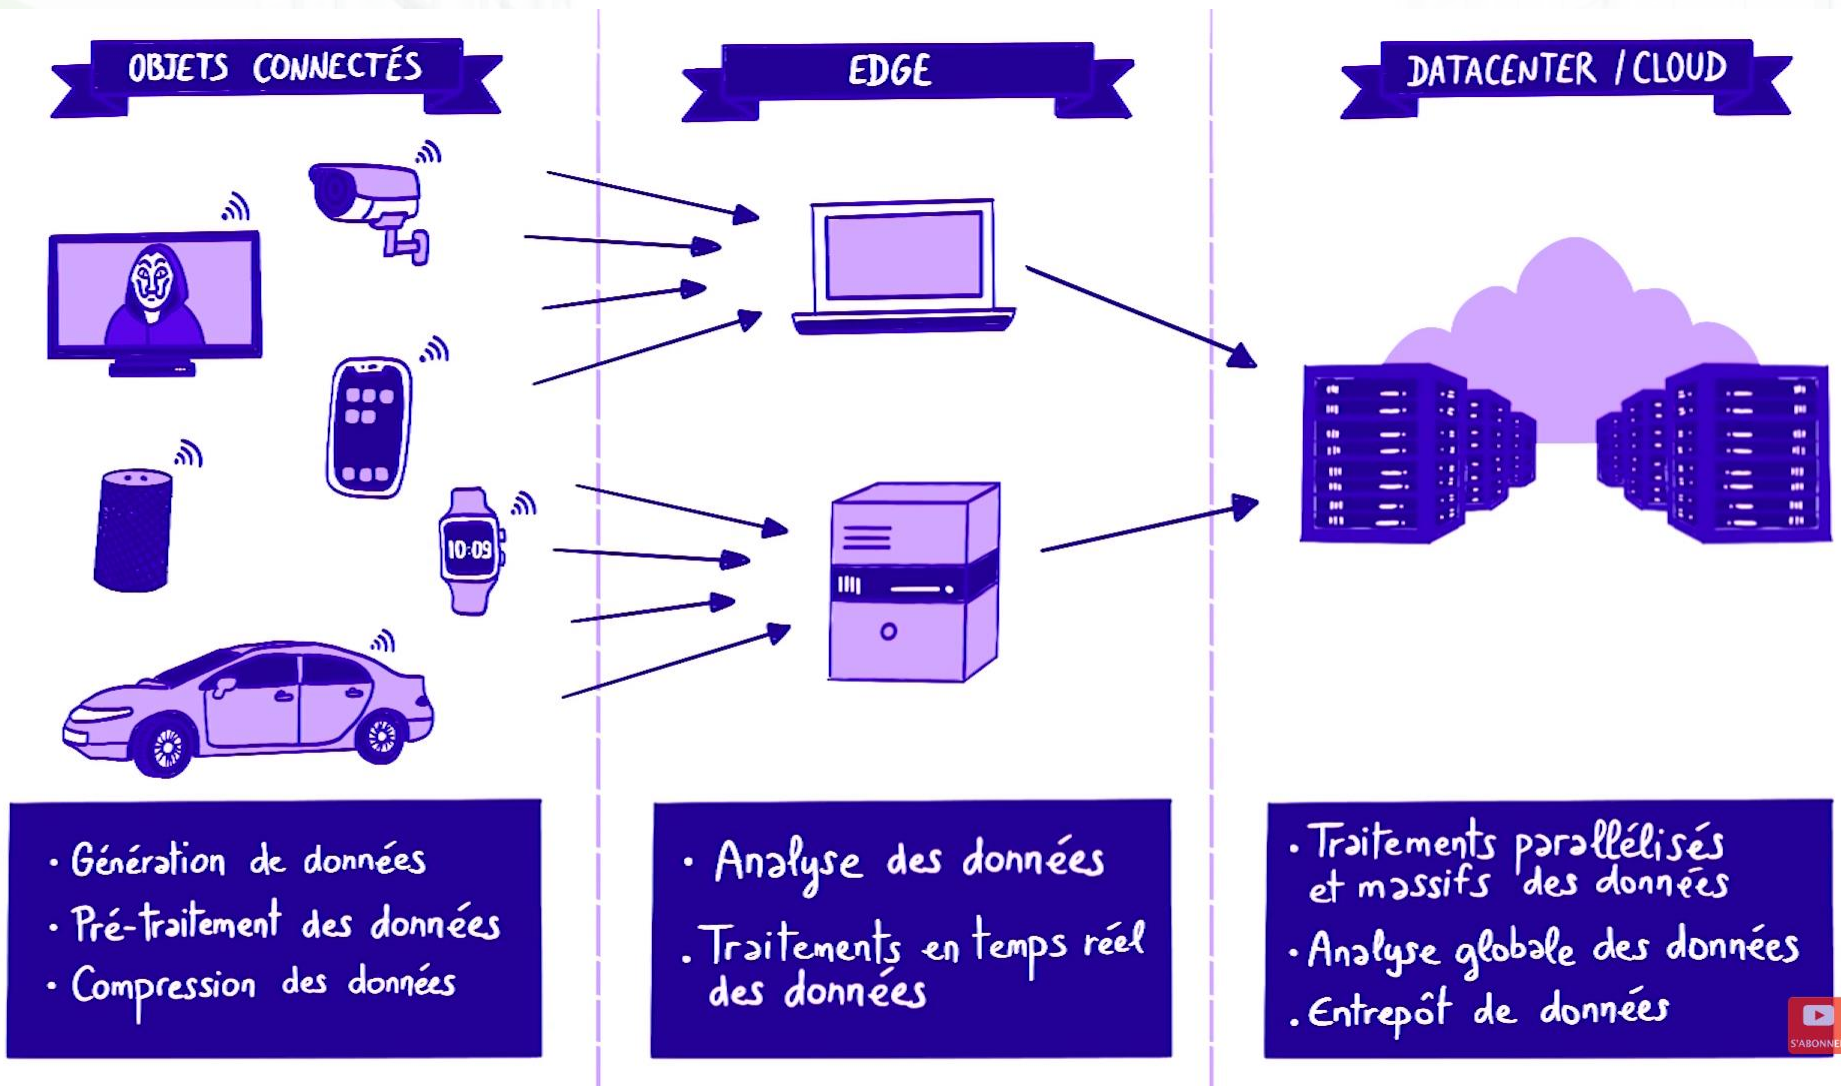 OBJETS CONNECTÉS
EDGE
DATACENTER / CLOUD
10:09
• Génération de données
• Pré-traitement des données
• Compression des données
• Analyse des données
• Traitements en temps réel
des données
• Traitements parallélisés
et massifs des données
• Analyse globale des données
• Entrepôt de données
S'ABONNE